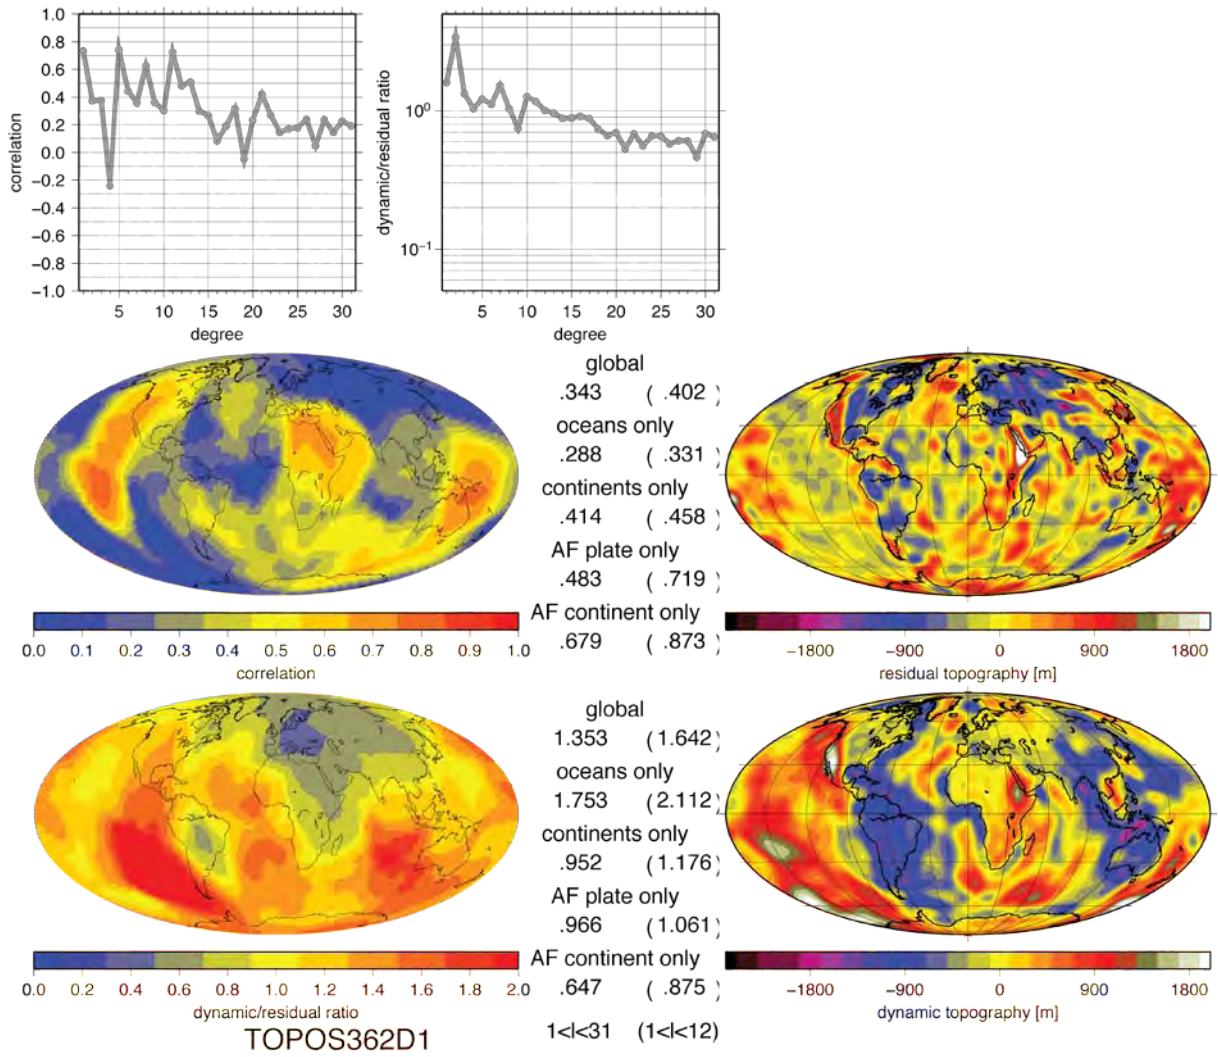 1.0
0.8
0.6
0.4
0.2
0.0
−0.2
−0.4
−0.6
−0.8
−1.0
correlation
5 10 15 20 25 30
degree
10⁰
10⁻¹
dynamic/residual ratio
5 10 15 20 25 30
degree
global
.343 ( .402 )
oceans only
.288 ( .331 )
continents only
.414 ( .458 )
AF plate only
.483 ( .719 )
AF continent only
.679 ( .873 )
0.0 0.1 0.2 0.3 0.4 0.5 0.6 0.7 0.8 0.9 1.0
correlation
−1800 −900 0 900 1800
residual topography [m]
global
1.353 (1.642)
oceans only
1.753 (2.112)
continents only
.952 (1.176)
AF plate only
.966 (1.061)
AF continent only
.647 ( .875)
0.0 0.2 0.4 0.6 0.8 1.0 1.2 1.4 1.6 1.8 2.0
dynamic/residual ratio
−1800 −900 0 900 1800
dynamic topography [m]
TOPOS362D1
1<l<31 (1<l<12)